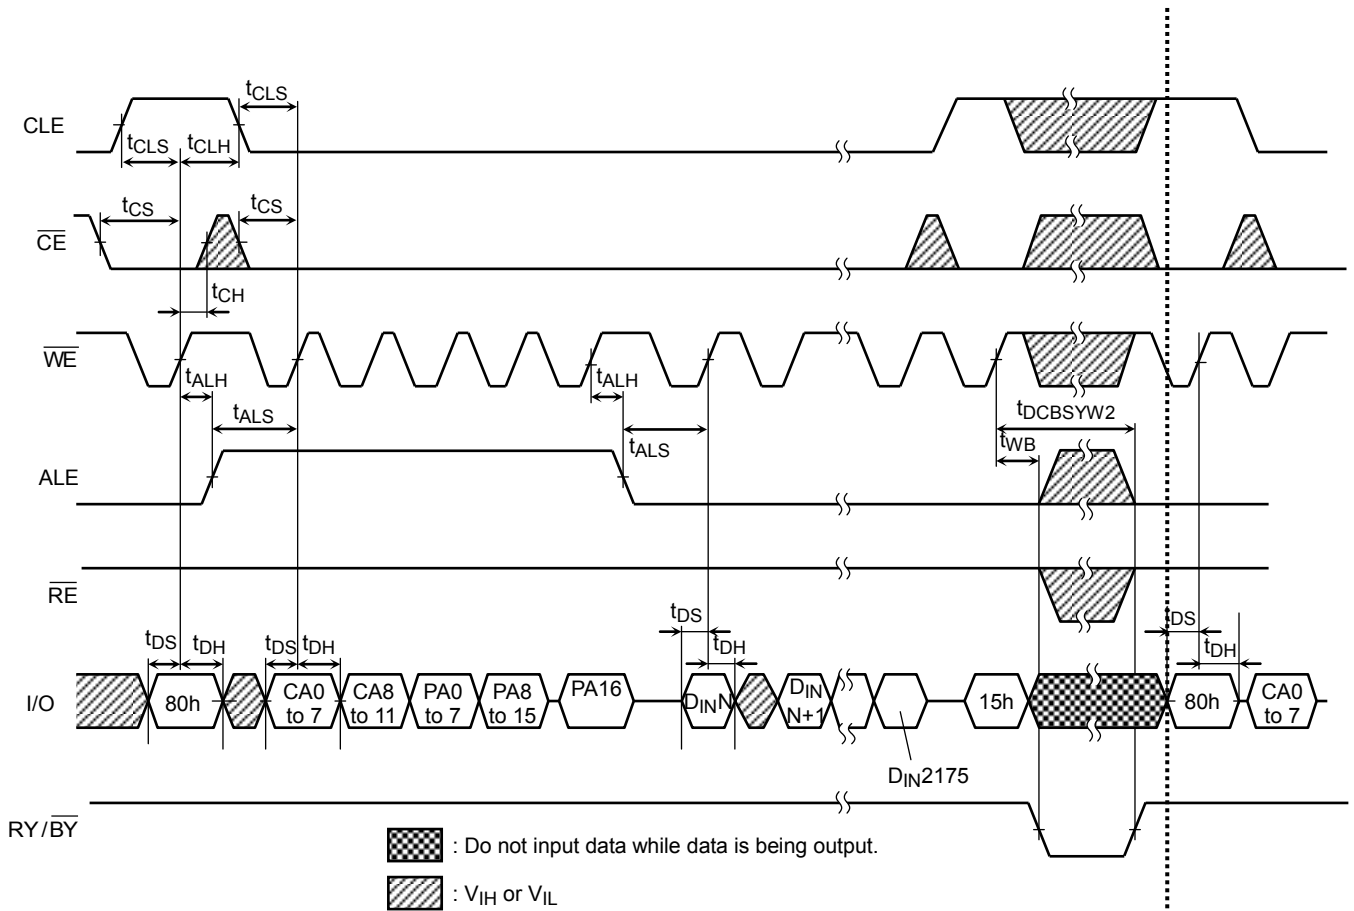 tCLS
CLE
tCLS
tCLH
tCS
tCS
CE
tCH
WE
tALH
tALH
tALS
tDCBSYW2
tALS
tWB
ALE
RE
tDS
tDH
tDS
tDH
tDS
tDH
DS
tDH
I/O
80h
CA0
to 7
CA8
to 11
PA0
to 7
PA8
to 15
PA16
DINN
DIN
N+1
15h
80h
CA0
to 7
DIN2175
RY/BY
: Do not input data while data is being output.
: VIH or VIL